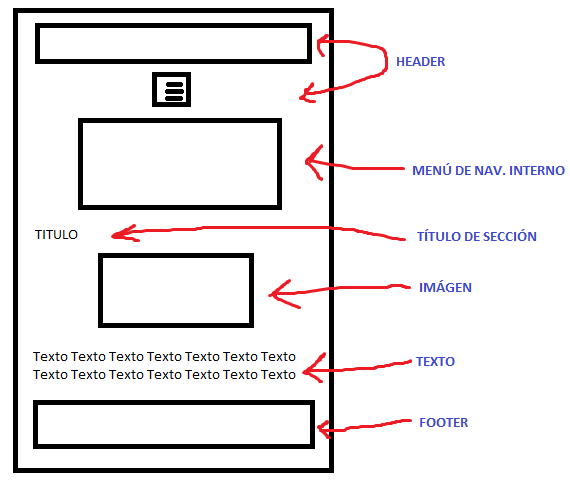 HEADER
MENÚ DE NAV. INTERNO
TITULO
TÍTULO DE SECCIÓN
IMÁGEN
Texto Texto Texto Texto Texto Texto Texto
Texto Texto Texto Texto Texto Texto Texto
TEXTO
FOOTER